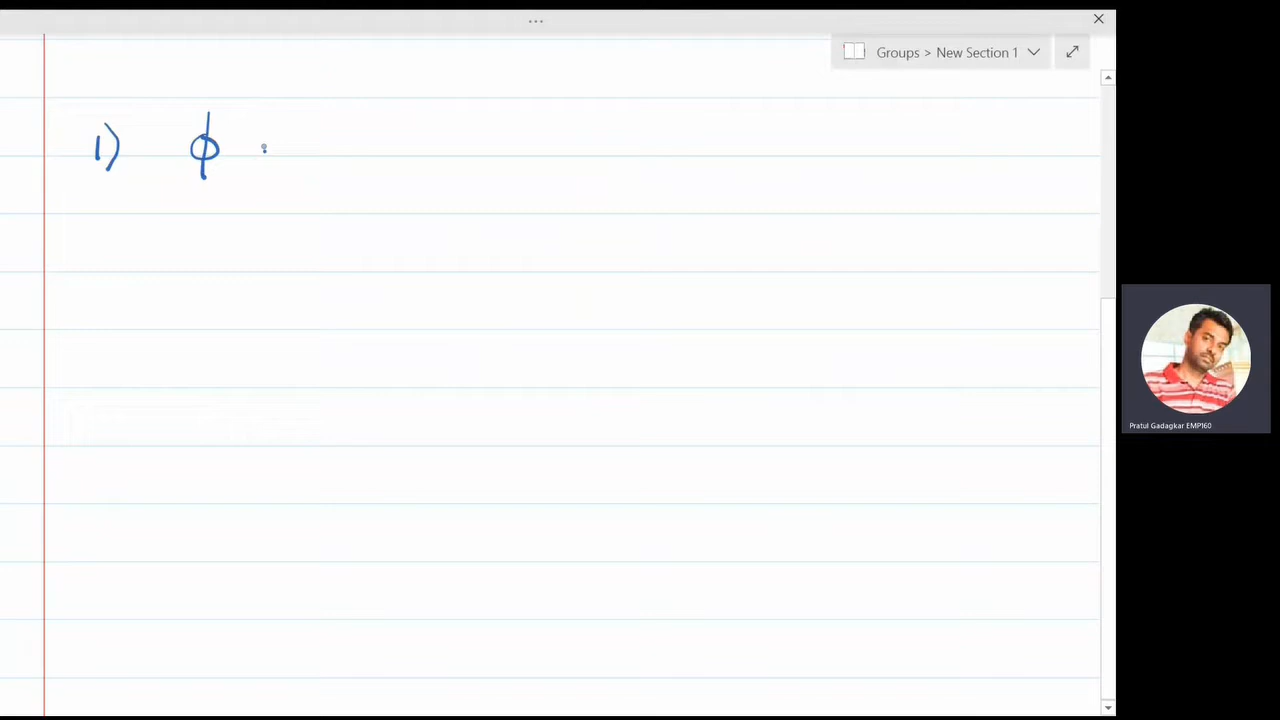 ...
Groups > New Section 1
1) ϕ
Pratul Gadagkar EMP160